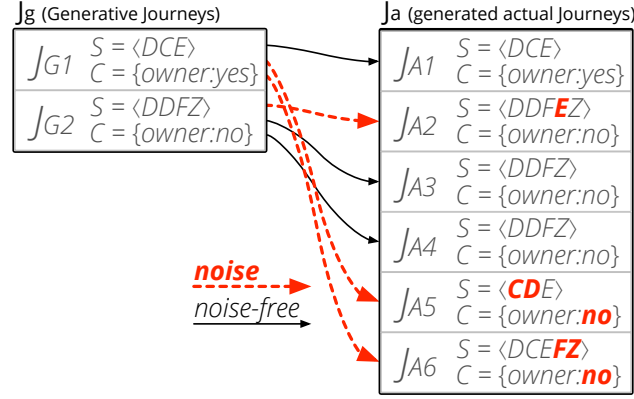 Jg (Generative Journeys)
JG1 S = ⟨DCE⟩
C = {owner:yes}
JG2 S = ⟨DDFZ⟩
C = {owner:no}
noise
noise-free
Ja (generated actual Journeys)
JA1 S = ⟨DCE⟩
C = {owner:yes}
JA2 S = ⟨DDFEZ⟩
C = {owner:no}
JA3 S = ⟨DDFZ⟩
C = {owner:no}
JA4 S = ⟨DDFZ⟩
C = {owner:no}
JA5 S = ⟨CDE⟩
C = {owner:no}
JA6 S = ⟨DCEFZ⟩
C = {owner:no}